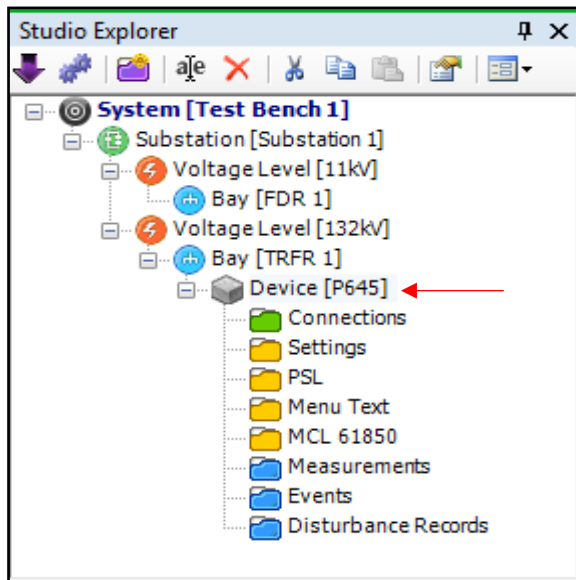 Studio Explorer
a|e
System [Test Bench 1]
Substation [Substation 1]
Voltage Level [11kV]
Bay [FDR 1]
Voltage Level [132kV]
Bay [TRFR 1]
Device [P645]
Connections
Settings
PSL
Menu Text
MCL 61850
Measurements
Events
Disturbance Records